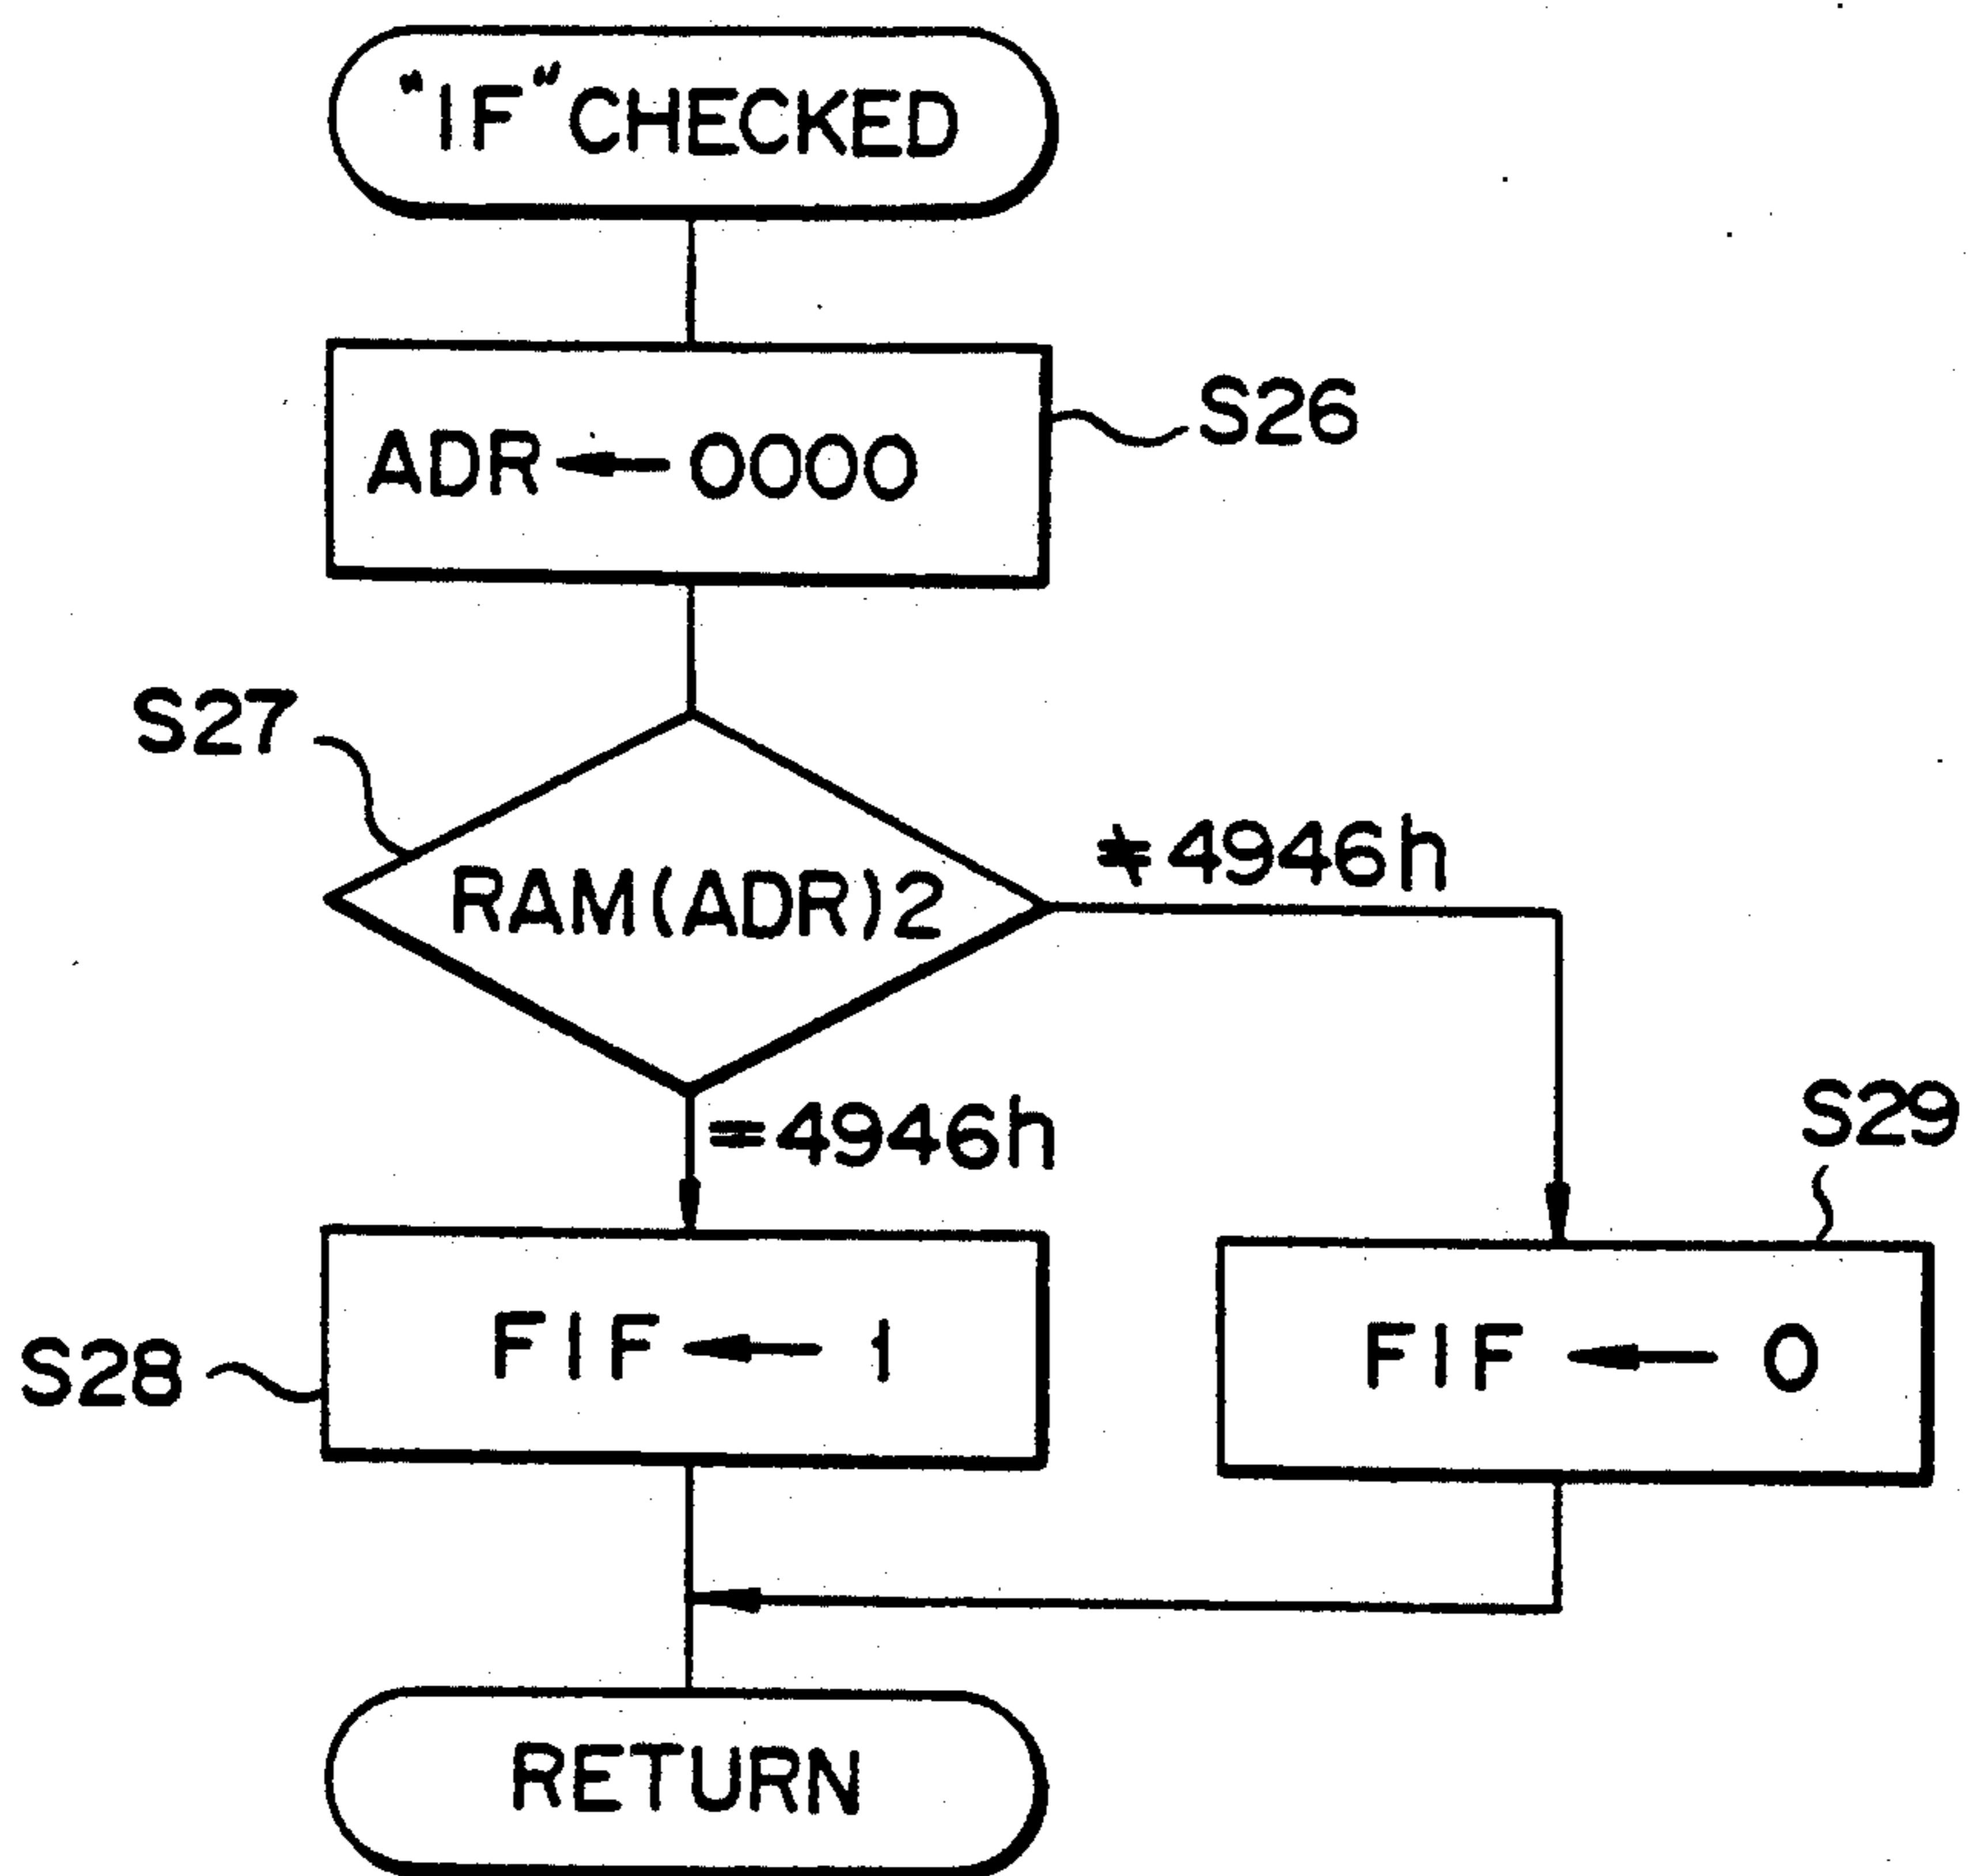 "IF" CHECKED
ADR ← 0000
S26
S27
RAM(ADR)2
≠4946h
=4946h
S29
FIF ← 1
FIF ← 0
S28
RETURN